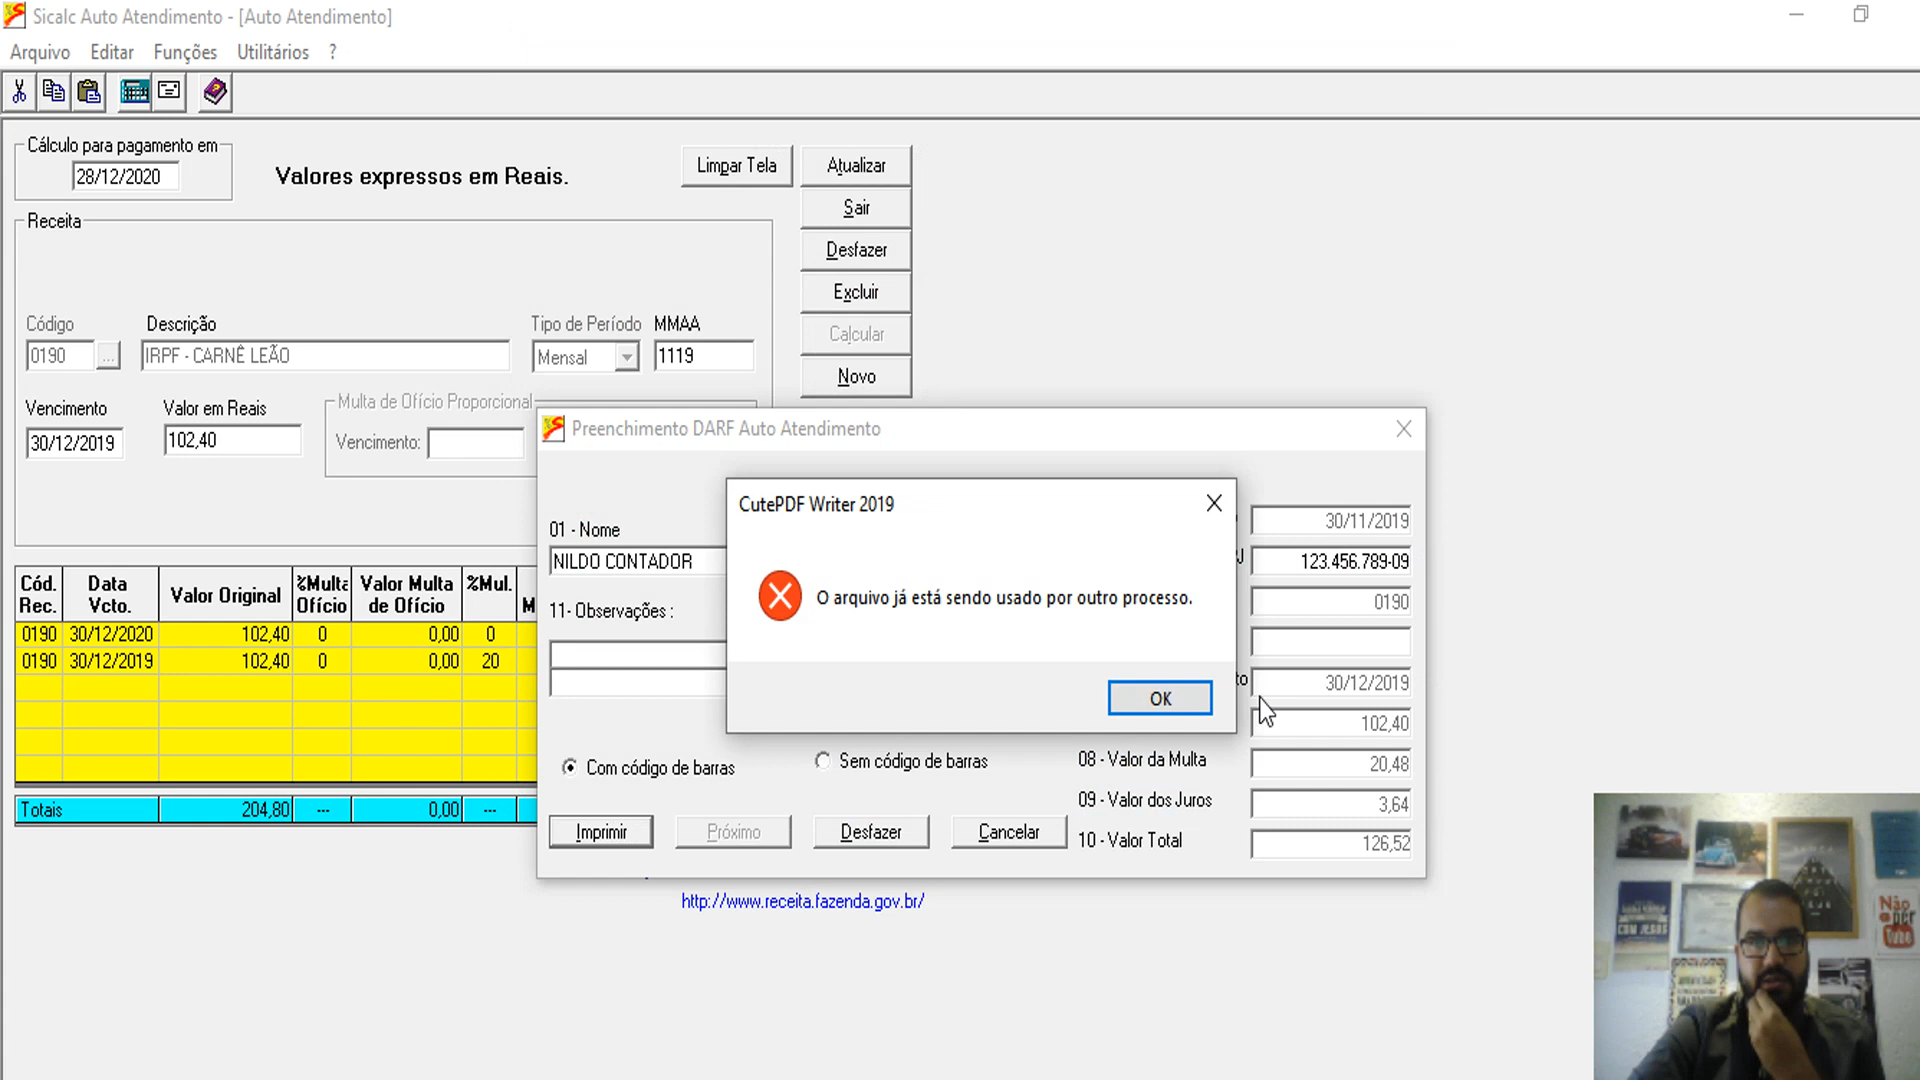 Sicalc Auto Atendimento - [Auto Atendimento]
Arquivo Editar Funções Utilitários ?
Cálculo para pagamento em
28/12/2020
Valores expressos em Reais.
Limpar Tela
Atualizar
Sair
Desfazer
Excluir
Calcular
Novo
Receita
Código Descrição Tipo de Período MMAA
0190 ... IRPF - CARNÊ LEÃO Mensal 1119
Vencimento Valor em Reais Multa de Ofício Proporcional
30/12/2019 102,40 Vencimento:
Cód. Rec. Data Vcto. Valor Original %Multa Ofício Valor Multa de Ofício %Mul. M
0190 30/12/2020 102,40 0 0,00 0
0190 30/12/2019 102,40 0 0,00 20
Totais 204,80 --- 0,00 ---
Preenchimento DARF Auto Atendimento
01 - Nome
NILDO CONTADOR
11- Observações :
30/11/2019
123.456.789-09
0190
to 30/12/2019
102,40
08 - Valor da Multa 20,48
09 - Valor dos Juros 3,64
10 - Valor Total 126,52
Com código de barras Sem código de barras
Imprimir Próximo Desfazer Cancelar
CutePDF Writer 2019
O arquivo já está sendo usado por outro processo.
OK
http://www.receita.fazenda.gov.br/
Não
per
Tube
COM JESUS